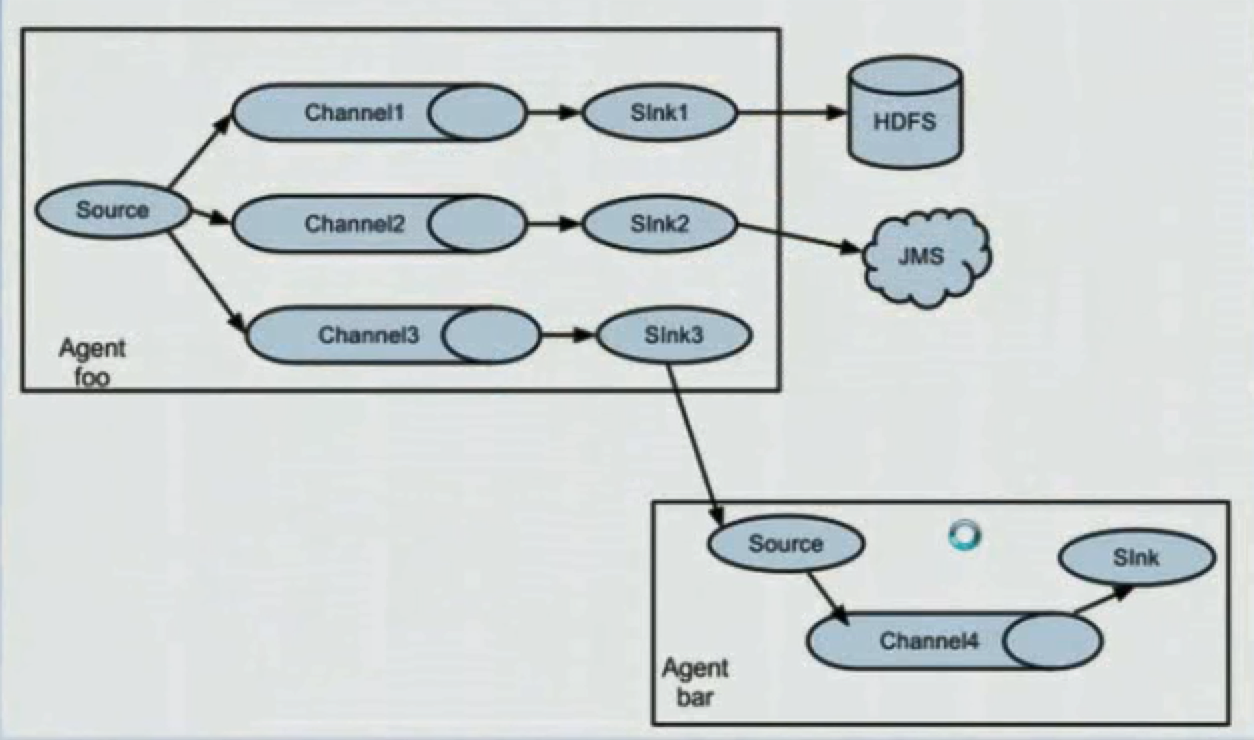 Channel1
SInk1
HDFS
Source
Channel2
SInk2
JMS
Channel3
SInk3
Agent
foo
Source
SInk
Channel4
Agent
bar